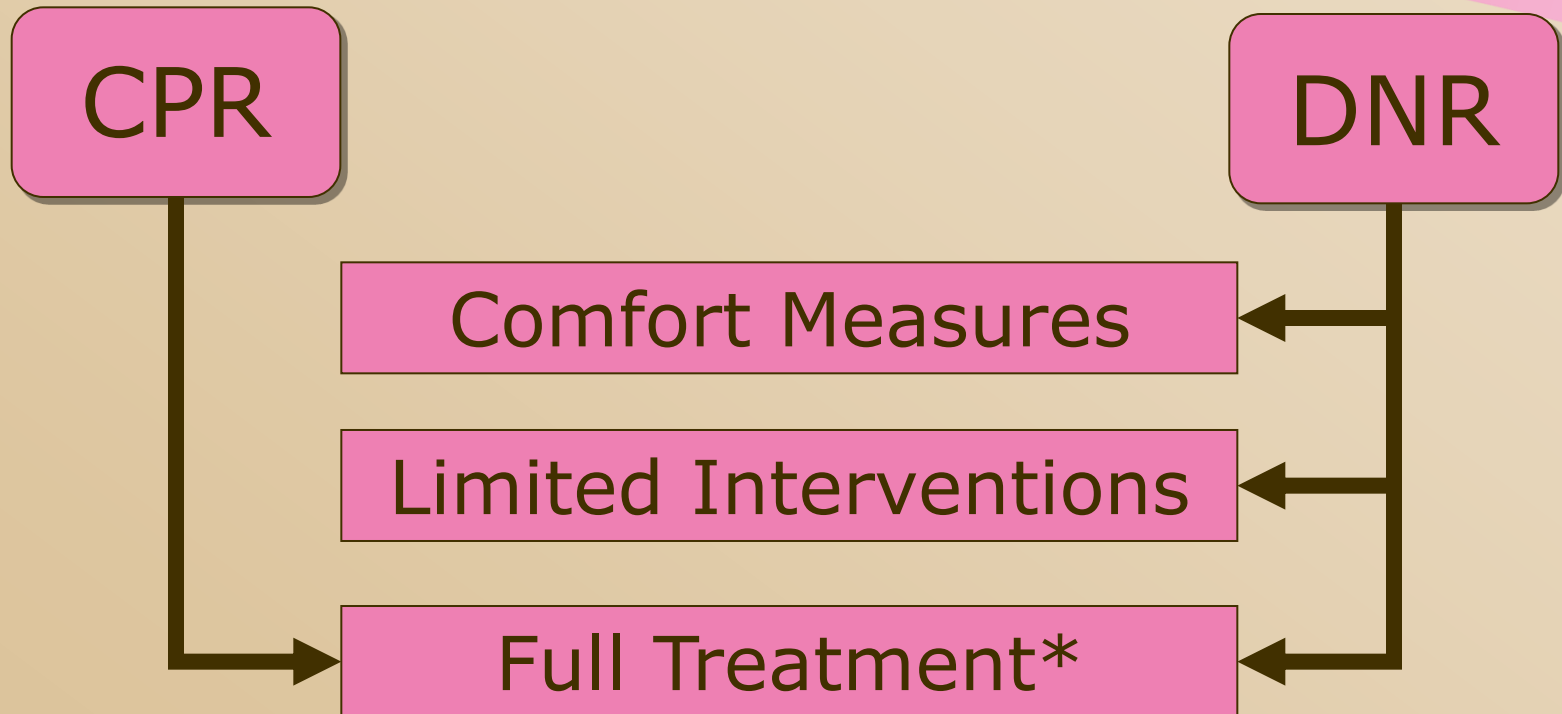 CPR
DNR
Comfort Measures
Limited Interventions
Full Treatment*